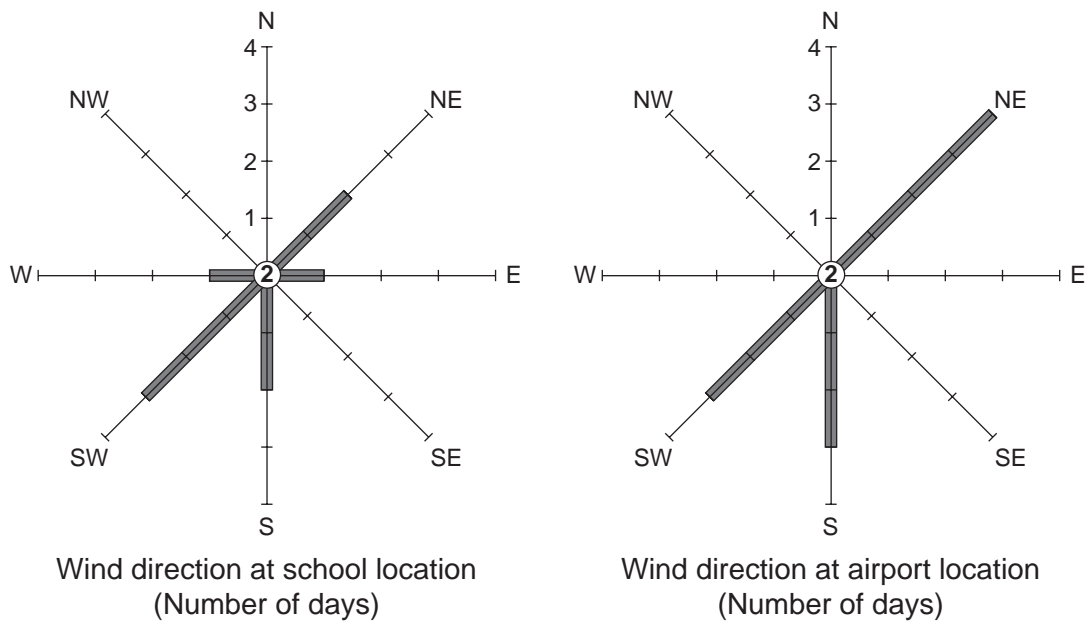 N
4
3
2
1
NW
NE
W
2
E
SW
SE
S
Wind direction at school location
(Number of days)
N
4
3
2
1
NW
NE
W
2
E
SW
SE
S
Wind direction at airport location
(Number of days)